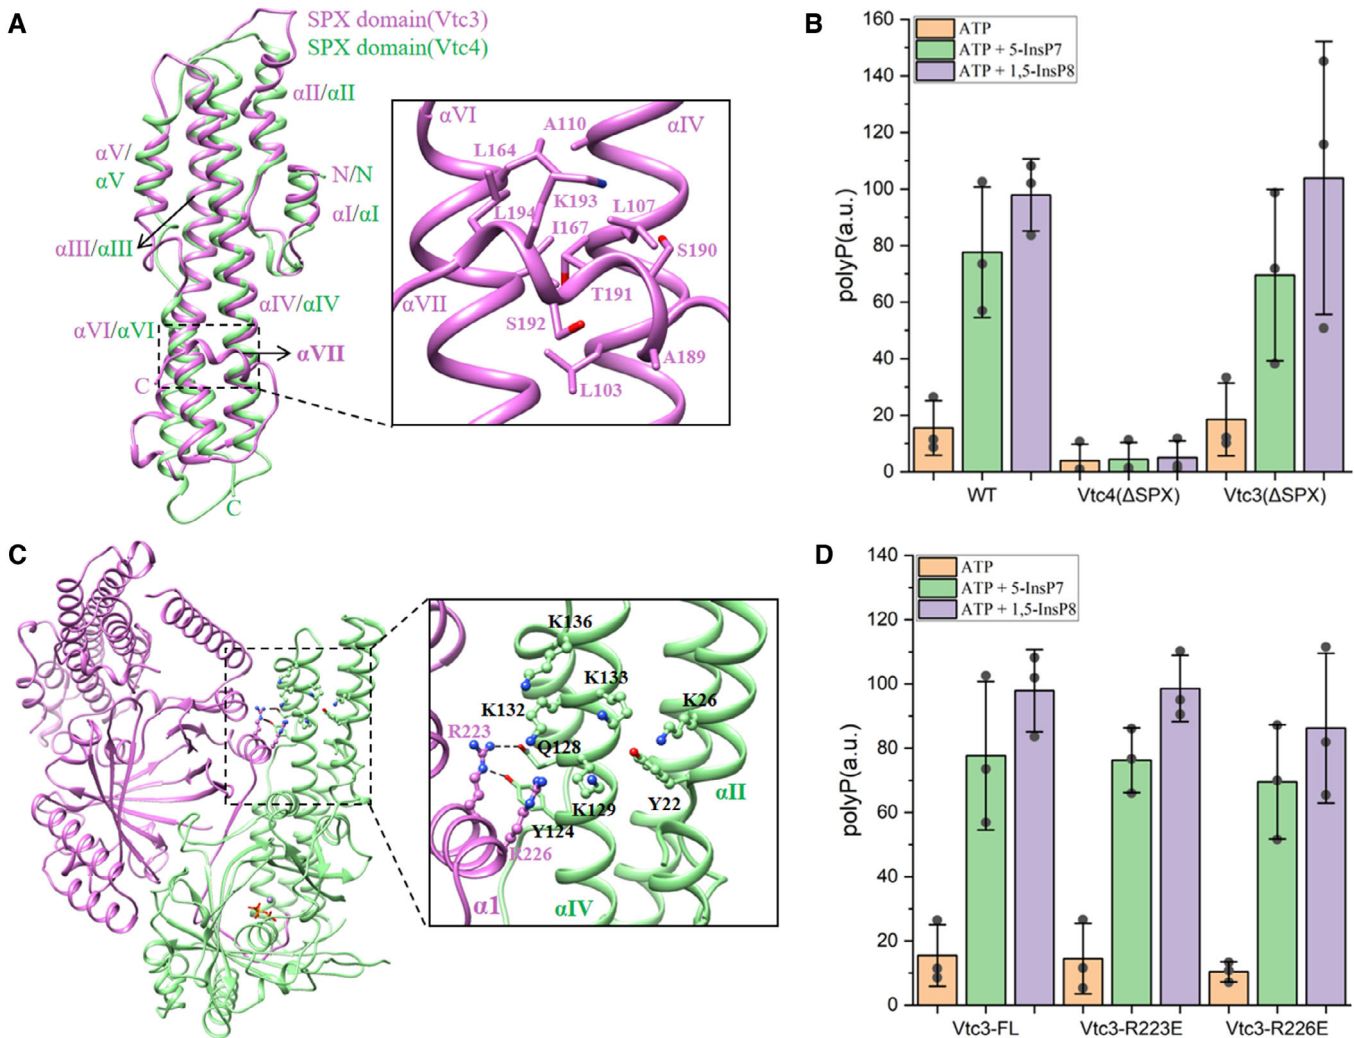 A
SPX domain(Vtc3)
SPX domain(Vtc4)
αII/αII
αV/
αV
N/N
αI/αI
αIII/αIII
αIV/αIV
αVI/αVI
αVII
C
C
αVI
αIV
A110
L164
K193
L107
L194
I167
S190
αVII
T191
S192
A189
L103
B
160
140
120
100
80
60
40
20
0
polyP(a.u.)
ATP
ATP + 5-InsP7
ATP + 1,5-InsP8
WT
Vtc4(ΔSPX)
Vtc3(ΔSPX)
C
K136
K133
K26
K132
R223
Q128
αII
K129
Y22
Y124
R226
α1
αIV
D
140
120
100
80
60
40
20
0
polyP(a.u.)
ATP
ATP + 5-InsP7
ATP + 1,5-InsP8
Vtc3-FL
Vtc3-R223E
Vtc3-R226E